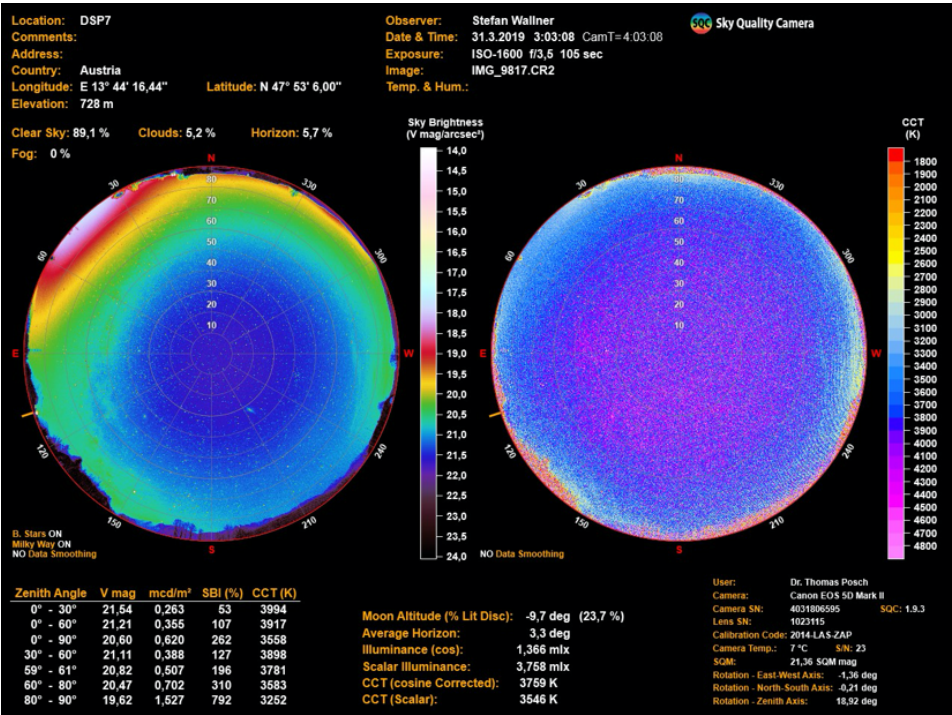 Location: DSP7
Comments:
Address:
Country: Austria
Longitude: E 13° 44' 16,44" Latitude: N 47° 53' 6,00"
Elevation: 728 m
Observer: Stefan Wallner
Date & Time: 31.3.2019 3:03:08 CamT=4:03:08
Exposure: ISO-1600 f/3,5 105 sec
Image: IMG_9817.CR2
Temp. & Hum.:
SQC Sky Quality Camera
Clear Sky: 89,1 % Clouds: 5,2 % Horizon: 5,7 %
Fog: 0 %
N
30
330
60
300
E
W
120
240
150
210
S
80
70
60
50
40
30
20
10
B. Stars ON
Milky Way ON
NO Data Smoothing
Sky Brightness
(V mag/arcsec²)
14,0
14,5
15,0
15,5
16,0
16,5
17,0
17,5
18,0
18,5
19,0
19,5
20,0
20,5
21,0
21,5
22,0
22,5
23,0
23,5
24,0
N
30
330
60
300
E
W
120
240
150
210
S
80
70
60
50
40
30
20
10
NO Data Smoothing
CCT
(K)
1800
1900
2000
2100
2200
2300
2400
2500
2600
2700
2800
2900
3000
3100
3200
3300
3400
3500
3600
3700
3800
3900
4000
4100
4200
4300
4400
4500
4600
4700
4800
Zenith Angle V mag mcd/m² SBI (%) CCT (K)
0° - 30° 21,54 0,263 53 3994
0° - 60° 21,21 0,355 107 3917
0° - 90° 20,60 0,620 262 3558
30° - 60° 21,11 0,388 127 3898
59° - 61° 20,82 0,507 196 3781
60° - 80° 20,47 0,702 310 3583
80° - 90° 19,62 1,527 792 3252
Moon Altitude (% Lit Disc): -9,7 deg (23,7 %)
Average Horizon: 3,3 deg
Illuminance (cos): 1,366 mlx
Scalar Illuminance: 3,758 mlx
CCT (cosine Corrected): 3759 K
CCT (Scalar): 3546 K
User: Dr. Thomas Posch
Camera: Canon EOS 5D Mark II
Camera SN: 4031806595 SQC: 1.9.3
Lens SN: 1023115
Calibration Code: 2014-LAS-ZAP
Camera Temp.: 7 °C S/N: 23
SQM: 21,36 SQM mag
Rotation - East-West Axis: -1,36 deg
Rotation - North-South Axis: -0,21 deg
Rotation - Zenith Axis: 18,92 deg